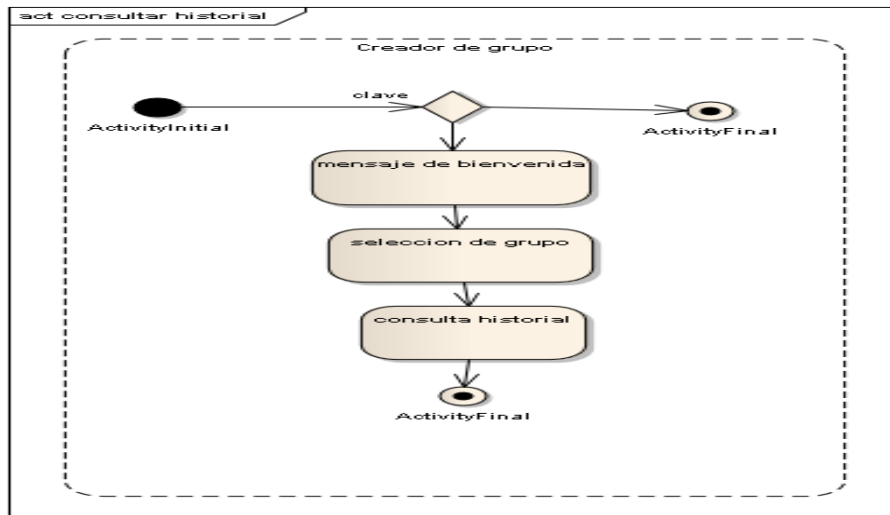 act consultar historial
Creador de grupo
clave
ActivityInitial
ActivityFinal
mensaje de bienvenida
seleccion de grupo
consulta historial
ActivityFinal